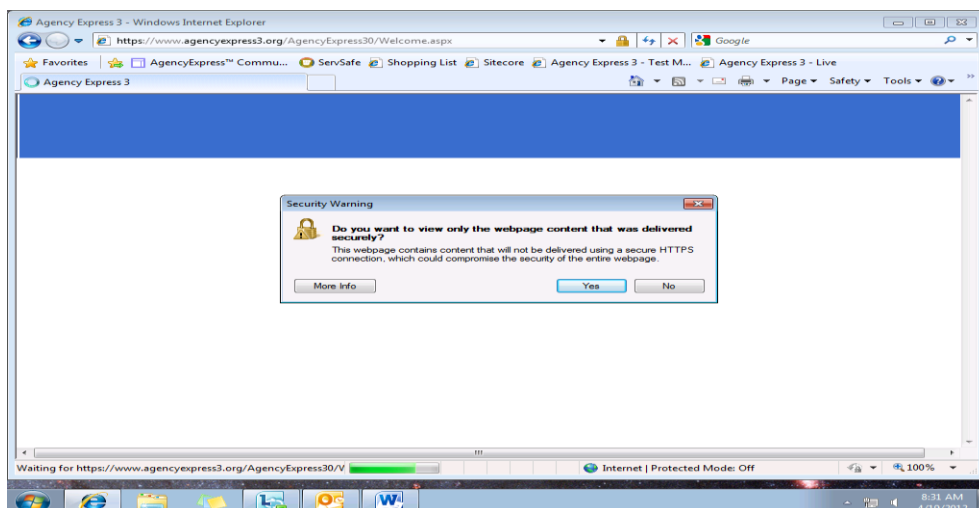 Agency Express 3 - Windows Internet Explorer
https://www.agencyexpress3.org/AgencyExpress30/Welcome.aspx
Google
Favorites AgencyExpress™ Commu... ServSafe Shopping List Sitecore Agency Express 3 - Test M... Agency Express 3 - Live
Agency Express 3 Page Safety Tools
Security Warning
Do you want to view only the webpage content that was delivered
securely?
This webpage contains content that will not be delivered using a secure HTTPS
connection, which could compromise the security of the entire webpage.
More Info Yes No
Waiting for https://www.agencyexpress3.org/AgencyExpress30/V Internet | Protected Mode: Off 100%
8:31 AM